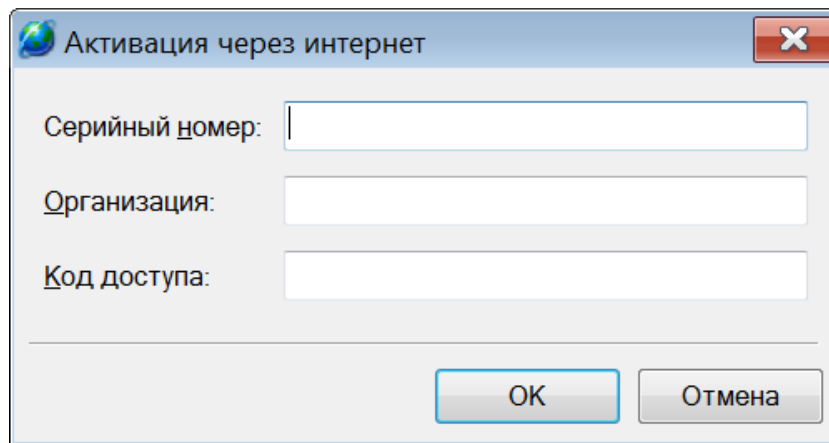 Активация через интернет
Серийный номер:
Организация:
Код доступа:
OK Отмена